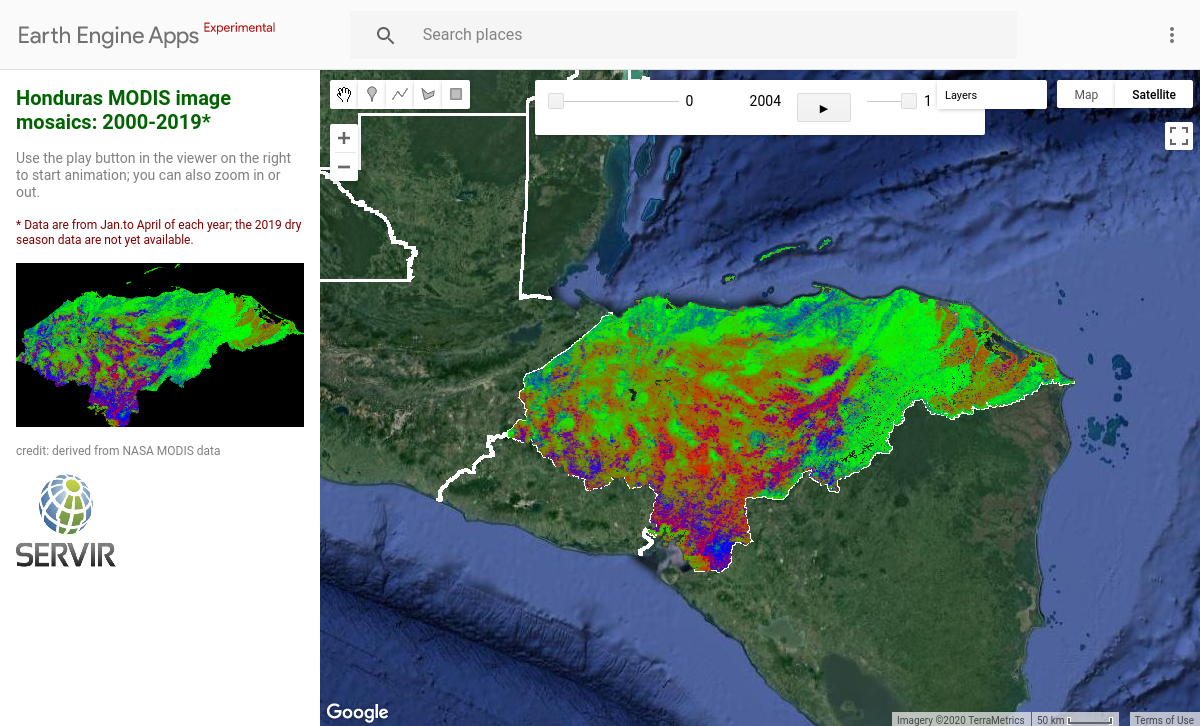 Earth Engine Apps Experimental
Search places
Honduras MODIS image
mosaics: 2000-2019*
Use the play button in the viewer on the right
to start animation; you can also zoom in or
out.
* Data are from Jan.to April of each year; the 2019 dry
season data are not yet available.
credit: derived from NASA MODIS data
SERVIR
0
2004
1
Layers
Map
Satellite
Google
Imagery ©2020 TerraMetrics
50 km
Terms of Use